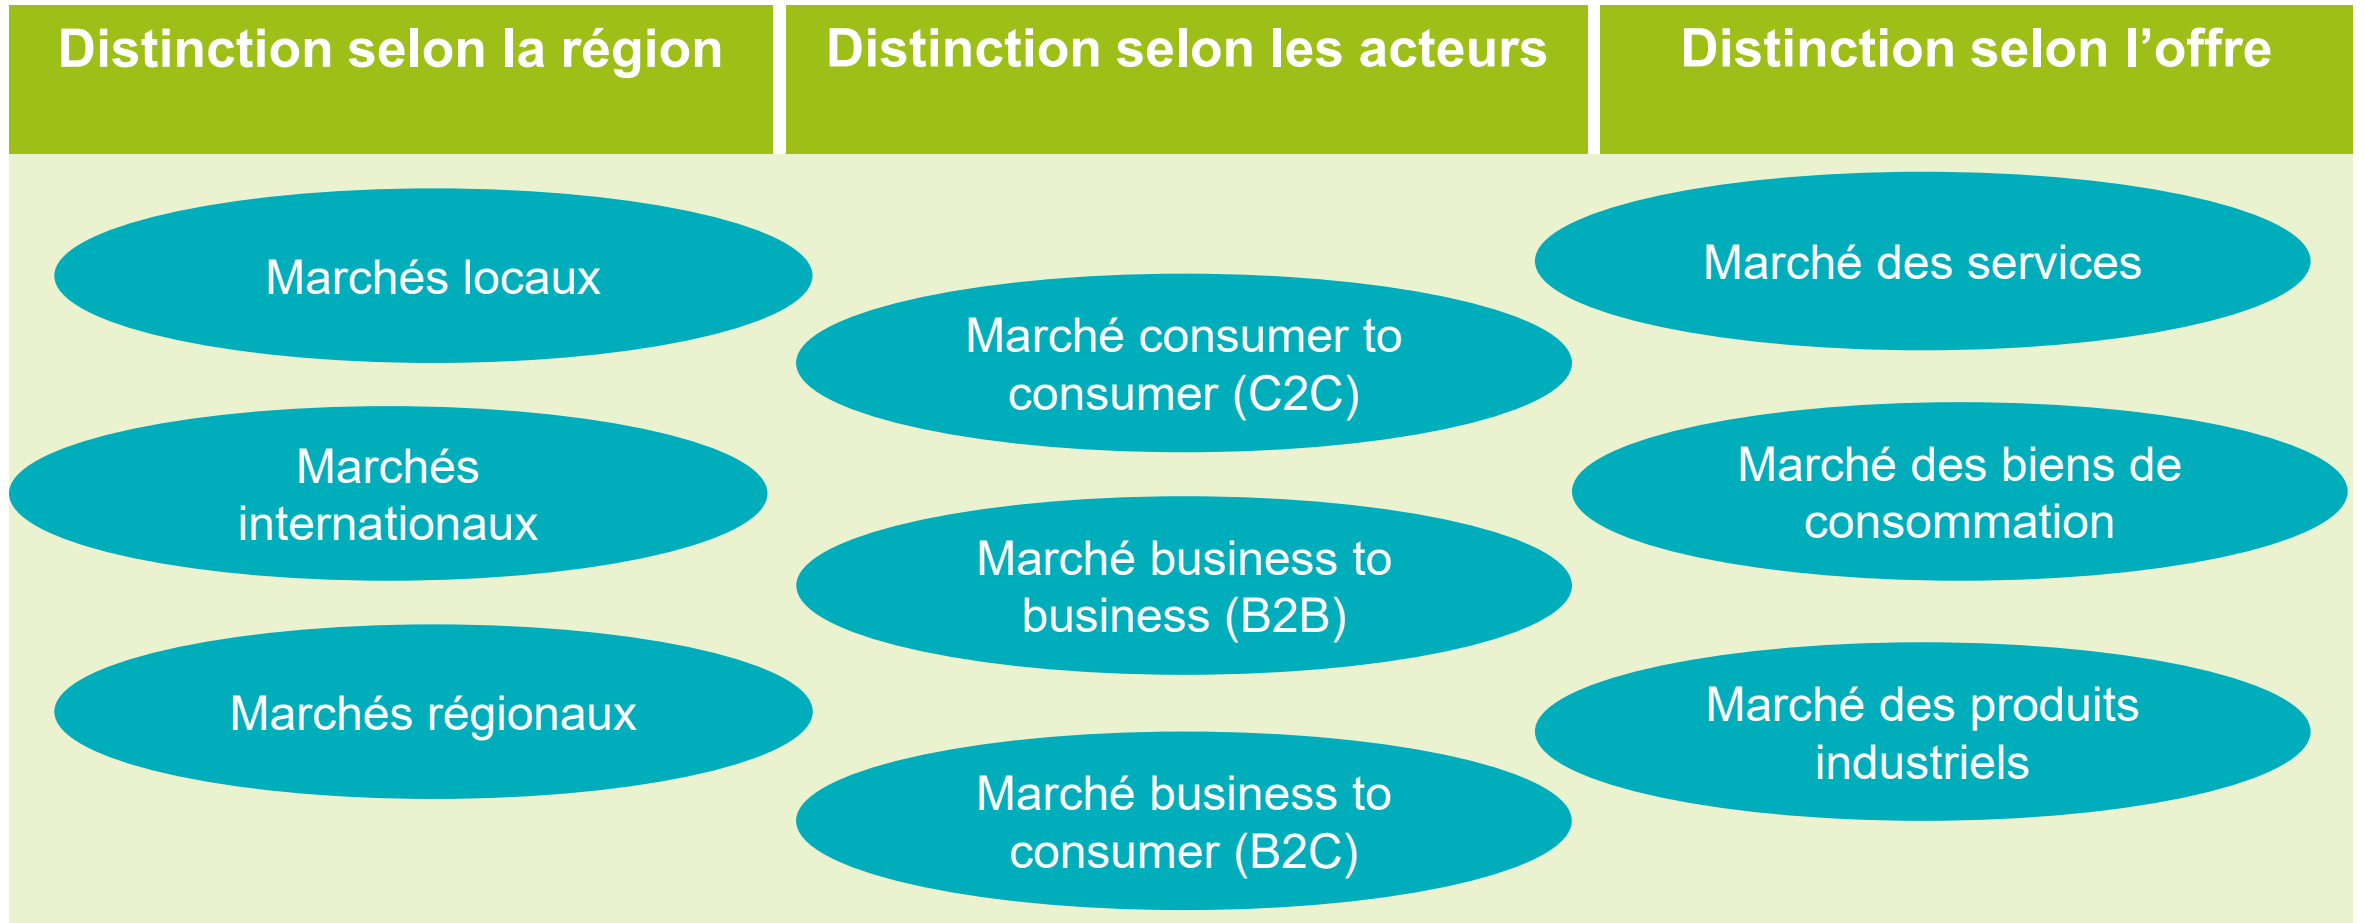 Distinction selon la région
Distinction selon les acteurs
Distinction selon l’offre
Marchés locaux
Marchés
internationaux
Marchés régionaux
Marché consumer to
consumer (C2C)
Marché business to
business (B2B)
Marché business to
consumer (B2C)
Marché des services
Marché des biens de
consommation
Marché des produits
industriels